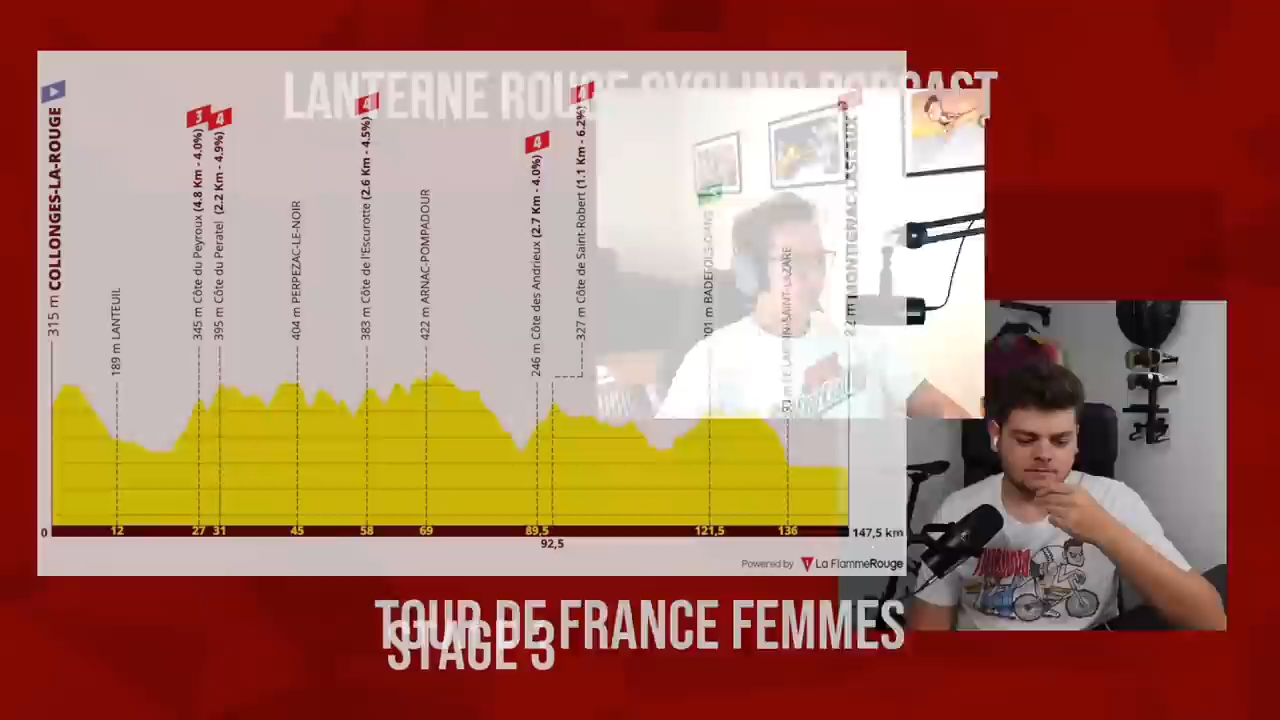 LANTERNE ROUGE CYCLING PODCAST
315 m COLLONGES-LA-ROUGE
189 m LANTEUIL
3
345 m Côte du Peyroux (4.8 Km - 4.0%)
4
395 m Côte du Peratel (2.2 Km - 4.9%)
404 m PERPEZAC-LE-NOIR
4
383 m Côte de l'Escurotte (2.6 Km - 4.5%)
422 m ARNAC-POMPADOUR
4
246 m Côte des Andrieux (2.7 Km - 4.0%)
4
327 m Côte de Saint-Robert (1.1 Km - 6.2%)
m BADEFOLS-D'ANS
MONTIGNAC-LASCAUX
0
12
27
31
45
58
69
89,5
92,5
121,5
136
147,5 km
Powered by La FlammeRouge
TOUR DE FRANCE FEMMES
STAGE 3